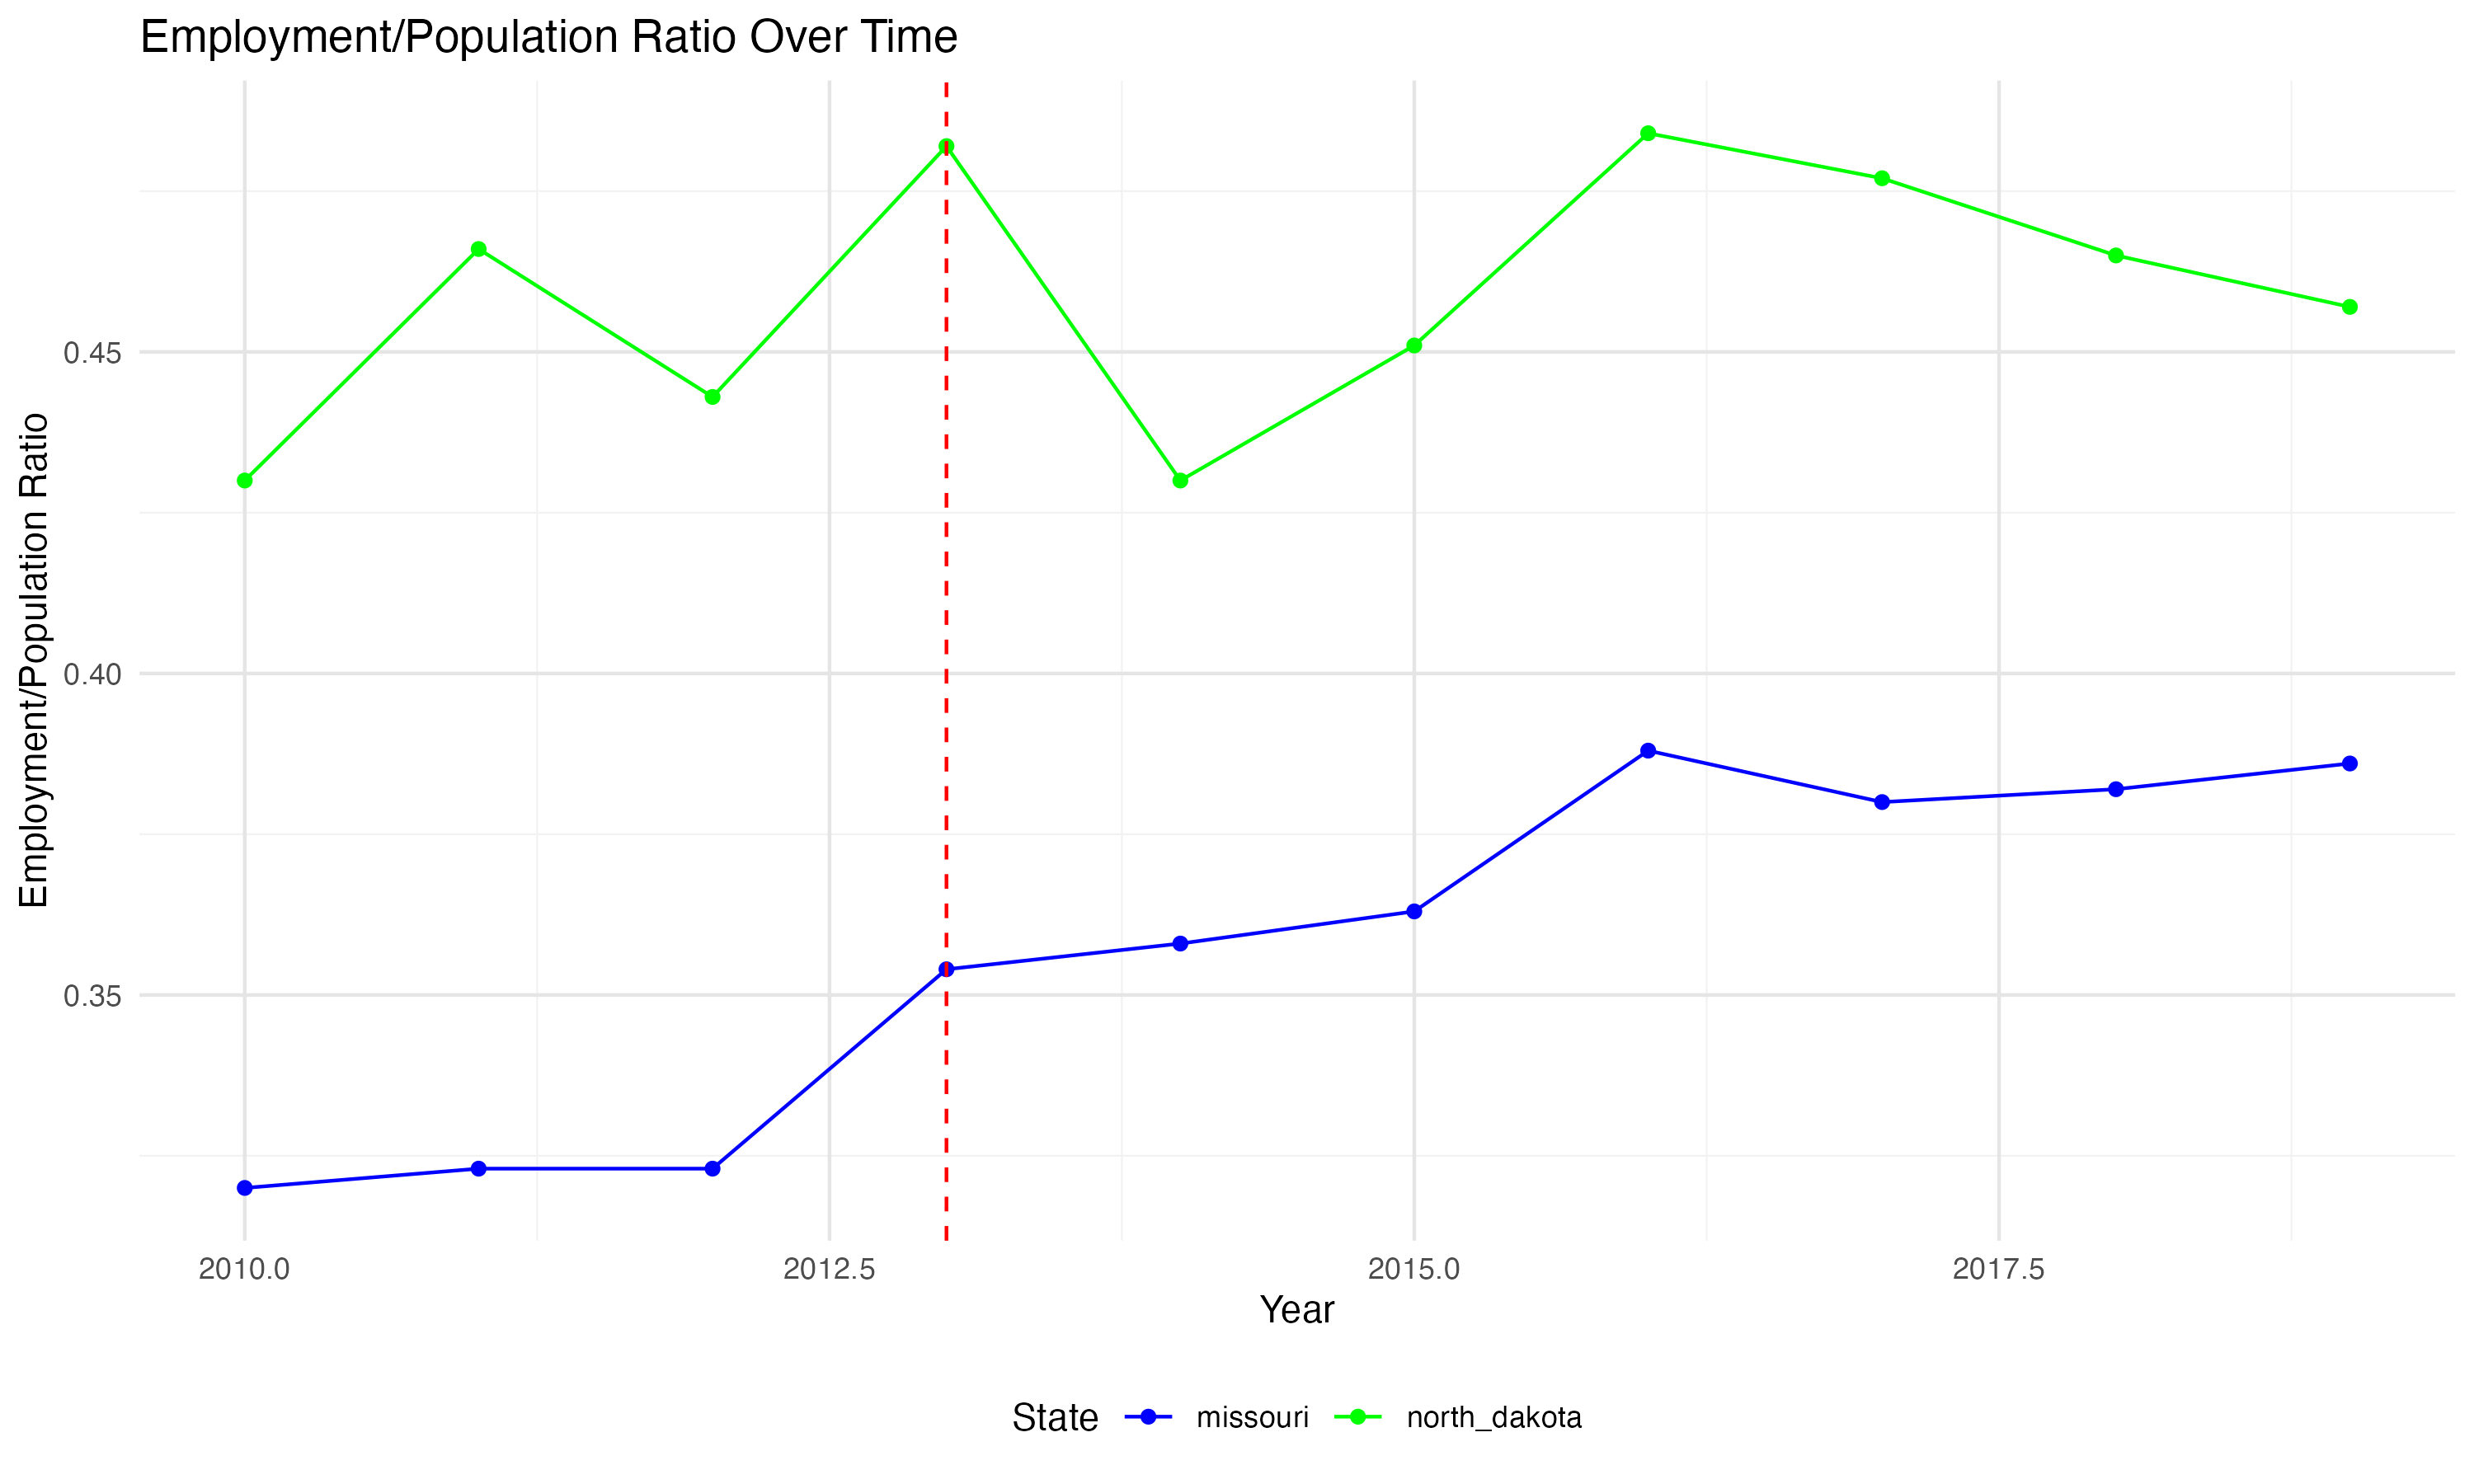 Employment/Population Ratio Over Time
Employment/Population Ratio
0.45
0.40
0.35
2010.0 2012.5 2015.0 2017.5
Year
State missouri north_dakota